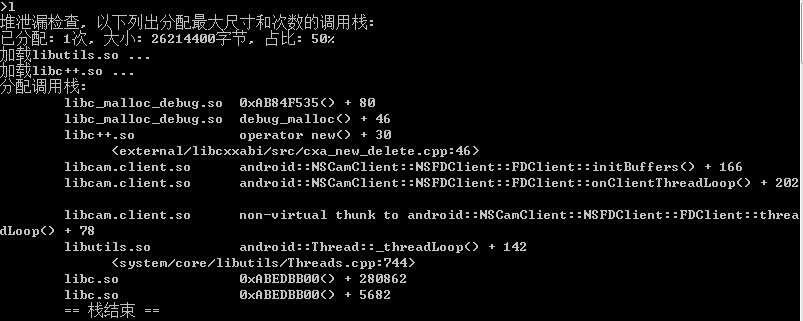 >l
堆泄漏检查, 以下列出分配最大尺寸和次数的调用栈:
已分配: 1次, 大小: 26214400字节, 占比: 50%
加载libutils.so ...
加载libc++.so ...
分配调用栈:
libc_malloc_debug.so 0xAB84F535() + 80
libc_malloc_debug.so debug_malloc() + 46
libc++.so operator new() + 30
<external/libcxxabi/src/cxa_new_delete.cpp:46>
libcam.client.so android::NSCamClient::NSFDClient::FDClient::initBuffers() + 166
libcam.client.so android::NSCamClient::NSFDClient::FDClient::onClientThreadLoop() + 202
libcam.client.so non-virtual thunk to android::NSCamClient::NSFDClient::FDClient::threa
dLoop() + 78
libutils.so android::Thread::_threadLoop() + 142
<system/core/libutils/Threads.cpp:744>
libc.so 0xABEDBB00() + 280862
libc.so 0xABEDBB00() + 5682
== 栈结束 ==